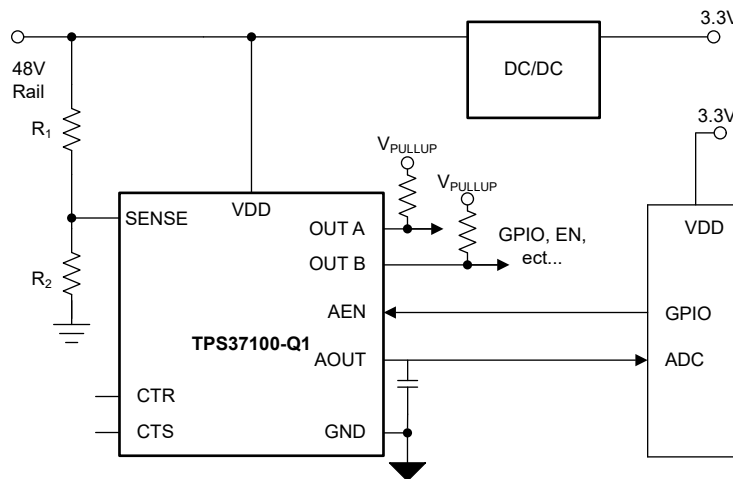 3.3V
48V
Rail
DC/DC
R1
3.3V
VPULLUP
VPULLUP
SENSE
VDD
OUT A
GPIO, EN,
ect...
VDD
OUT B
R2
AEN
GPIO
TPS37100-Q1
AOUT
ADC
CTR
CTS
GND